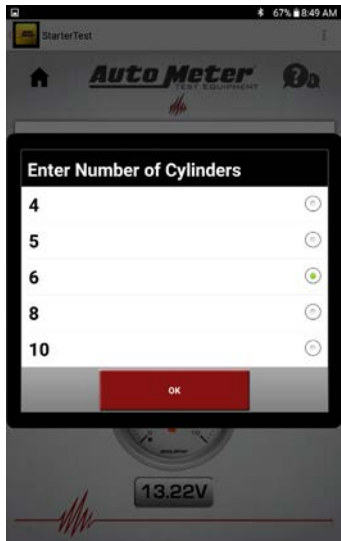 67% 8:49 AM
StarterTest
Auto Meter
TEST EQUIPMENT
Enter Number of Cylinders
4
5
6
8
10
OK
13.22V